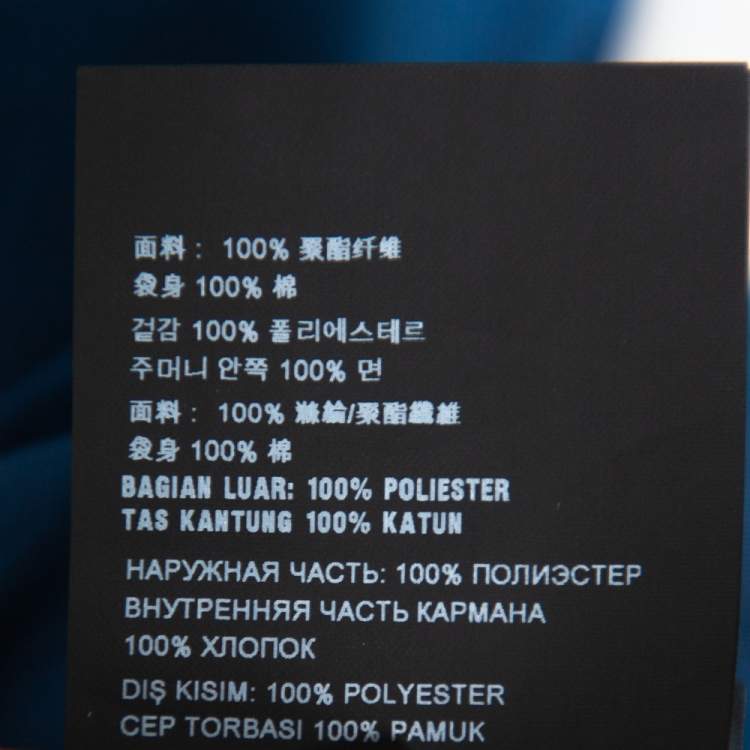 面料： 100% 聚酯纤维
袋身 100% 棉
겉감 100% 폴리에스테르
주머니 안쪽 100% 면
面料： 100% 滌綸/聚酯纖維
袋身 100% 棉
BAGIAN LUAR: 100% POLIESTER
TAS KANTUNG 100% KATUN
НАРУЖНАЯ ЧАСТЬ: 100% ПОЛИЭСТЕР
ВНУТРЕННЯЯ ЧАСТЬ КАРМАНА
100% ХЛОПОК
DIŞ KISIM: 100% POLYESTER
CEP TORBASI 100% PAMUK